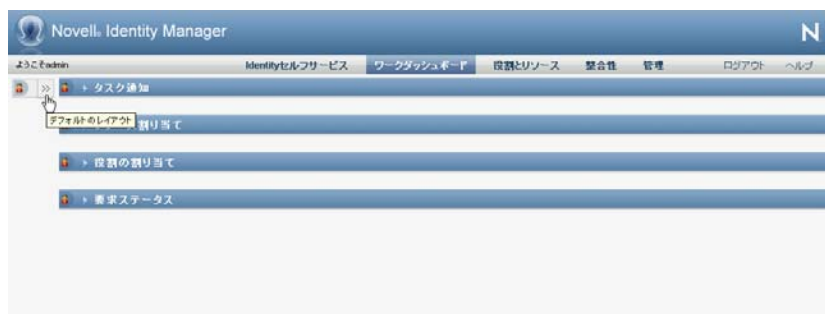 Novell® Identity Manager
N
ようこそadmin Identityセルフサービス ワークダッシュボード 役割とリソース 整合性 管理 ログアウト ヘルプ
タスク通知
デフォルトのレイアウト
割り当て
役割の割り当て
要求ステータス